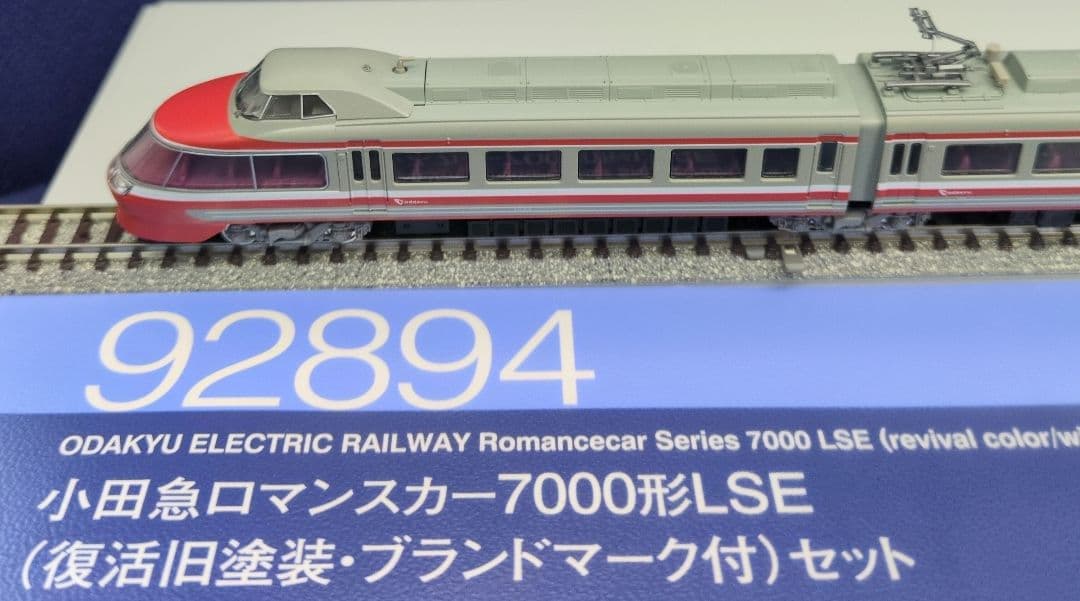 92894
ODAKYU ELECTRIC RAILWAY Romancecar Series 7000 LSE (revival color/wi
小田急ロマンスカー7000形LSE
(復活旧塗装・ブランドマーク付)セット